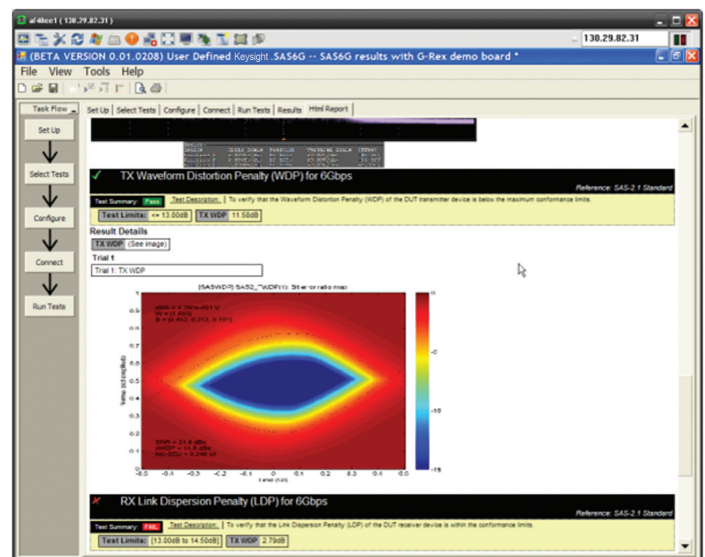 af40ee1 ( 130.29.82.31 )
130.29.82.31
(BETA VERSION 0.01.0208) User Defined Keysight .SAS6G -- SAS6G results with G-Rex demo board *
File View Tools Help
Task Flow
Set Up Select Tests Configure Connect Run Tests Results Html Report
Set Up
Select Tests
Configure
Connect
Run Tests
TX Waveform Distortion Penalty (WDP) for 6Gbps
Reference: SAS-2.1 Standard
Test Summary: Pass Test Description: To verify that the Waveform Distortion Penalty (WDP) of the DUT transmitter device is below the maximum conformance limits.
Test Limits: <= 13.00dB TX WDP 11.58dB
Result Details
TX WDP (See image)
Trial 1
Trial 1: TX WDP
RX Link Dispersion Penalty (LDP) for 6Gbps
Reference: SAS-2.1 Standard
Test Summary: FAIL Test Description: To verify that the Link Dispersion Penalty (LDP) of the DUT receiver device is within the conformance limits.
Test Limits: [13.00dB to 14.50dB] TX WDP 2.79dB